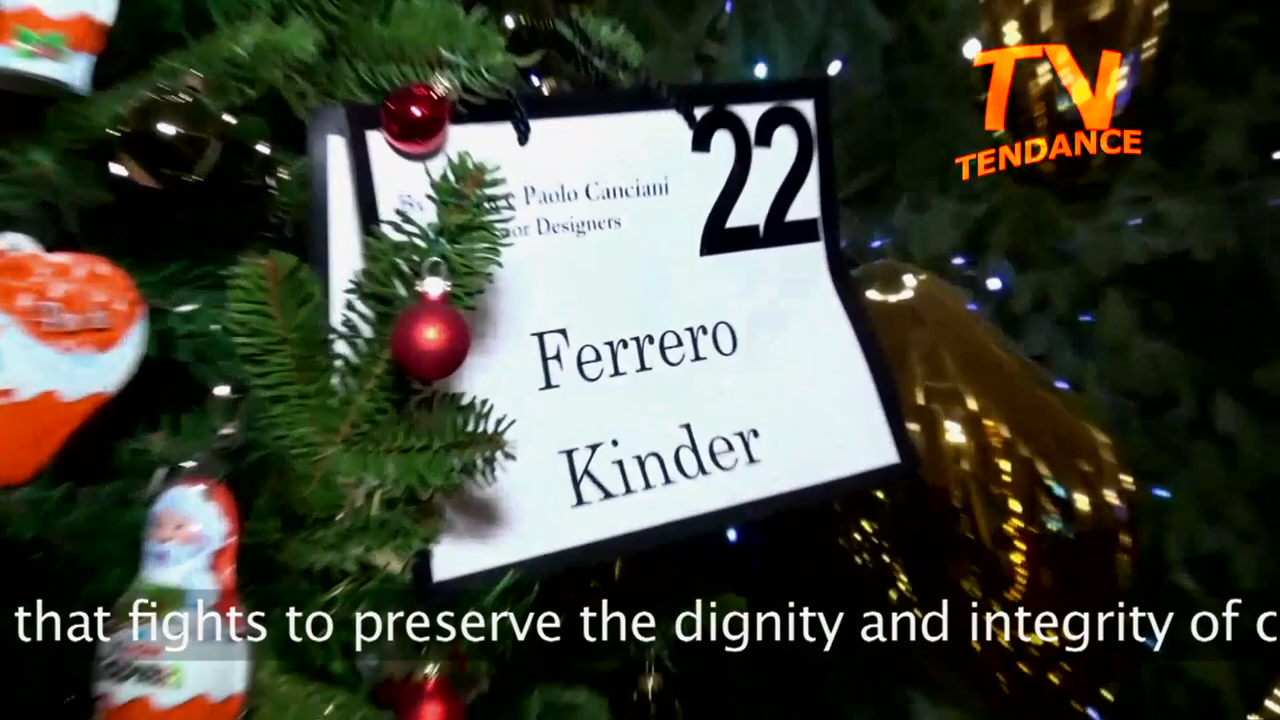 TV
TENDANCE
22
Paolo Canciani
Designers
Ferrero
Kinder
that fights to preserve the dignity and integrity of c